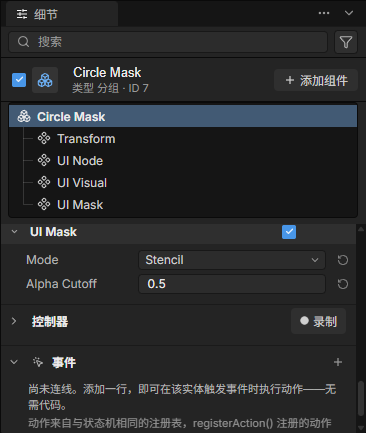 细节
搜索
Circle Mask
类型 分组 · ID 7
+ 添加组件
Circle Mask
Transform
UI Node
UI Visual
UI Mask
UI Mask
Mode Stencil
Alpha Cutoff 0.5
控制器 录制
事件
尚未连线。添加一行，即可在该实体触发事件时执行动作——无
需代码。
动作来自与状态机相同的注册表，registerAction() 注册的动作